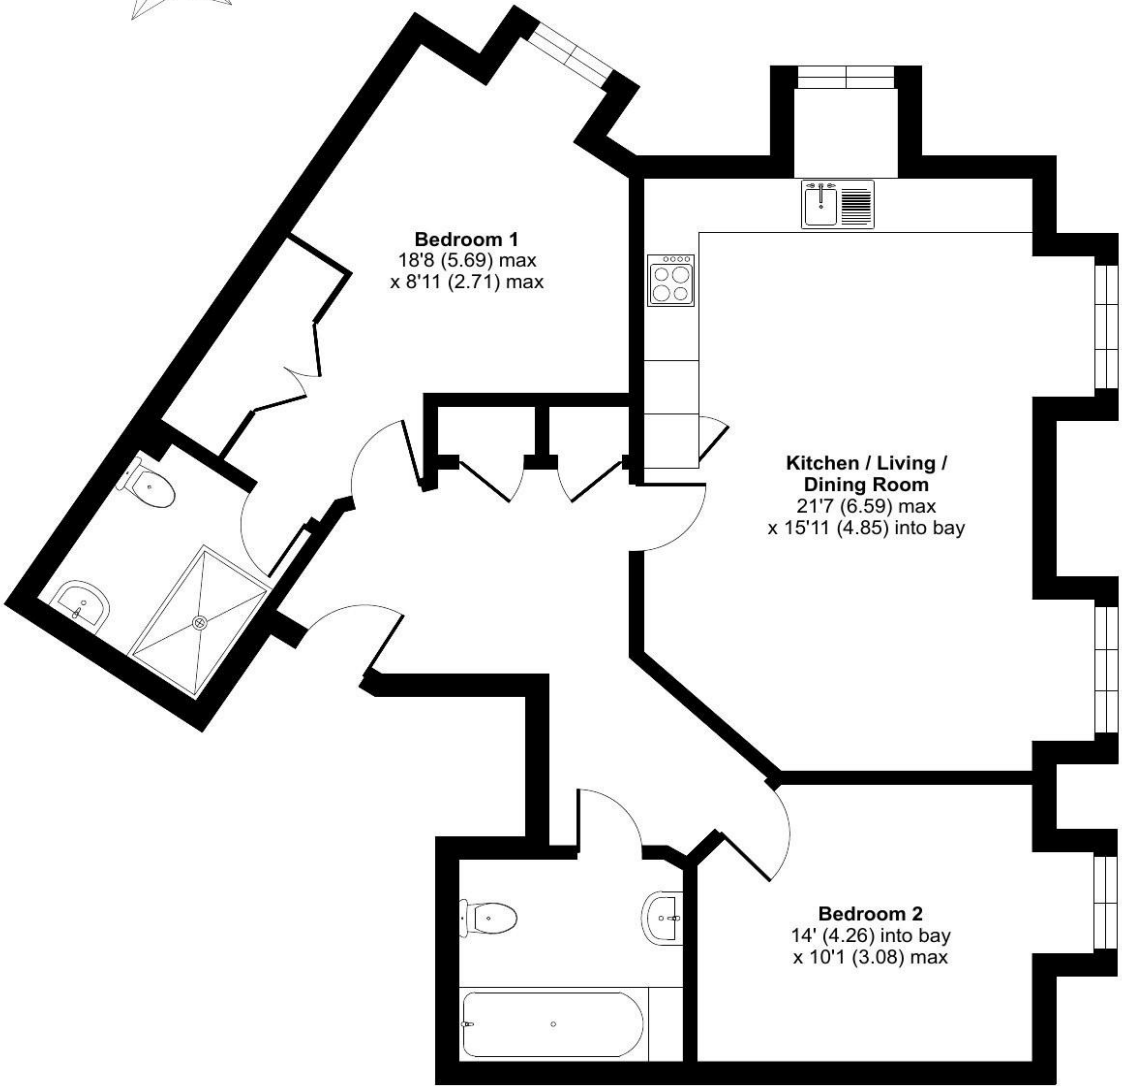 Bedroom 1
18'8 (5.69) max
x 8'11 (2.71) max
Kitchen / Living /
Dining Room
21'7 (6.59) max
x 15'11 (4.85) into bay
Bedroom 2
14' (4.26) into bay
x 10'1 (3.08) max